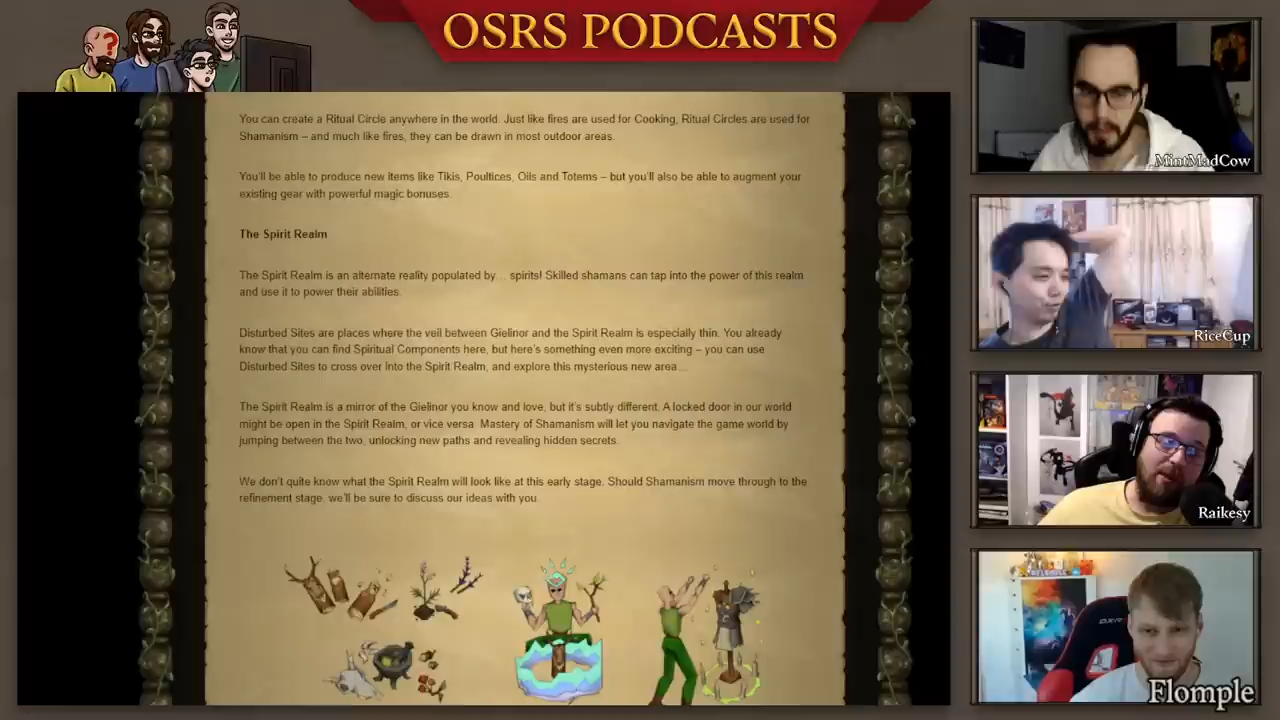 OSRS PODCASTS
You can create a Ritual Circle anywhere in the world. Just like fires are used for Cooking, Ritual Circles are used for
Shamanism – and much like fires, they can be drawn in most outdoor areas.
You'll be able to produce new items like Tikis, Poultices, Oils and Totems – but you'll also be able to augment your
existing gear with powerful magic bonuses.
The Spirit Realm
The Spirit Realm is an alternate reality populated by… spirits! Skilled shamans can tap into the power of this realm
and use it to power their abilities.
Disturbed Sites are places where the veil between Gielinor and the Spirit Realm is especially thin. You already
know that you can find Spiritual Components here, but here's something even more exciting – you can use
Disturbed Sites to cross over into the Spirit Realm, and explore this mysterious new area…
The Spirit Realm is a mirror of the Gielinor you know and love, but it's subtly different. A locked door in our world
might be open in the Spirit Realm, or vice versa. Mastery of Shamanism will let you navigate the game world by
jumping between the two, unlocking new paths and revealing hidden secrets.
We don't quite know what the Spirit Realm will look like at this early stage. Should Shamanism move through to the
refinement stage, we'll be sure to discuss our ideas with you.
MintMadCow
RiceCup
Raikesy
Flomple